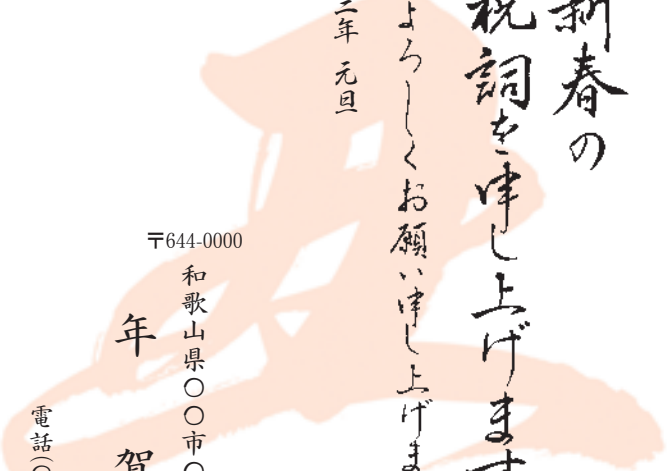 新春の
祝詞を申し上げます
よろしくお願い申し上げま
二年 元旦
〒644-0000
和歌山県〇〇市〇
年 賀
電話(〇